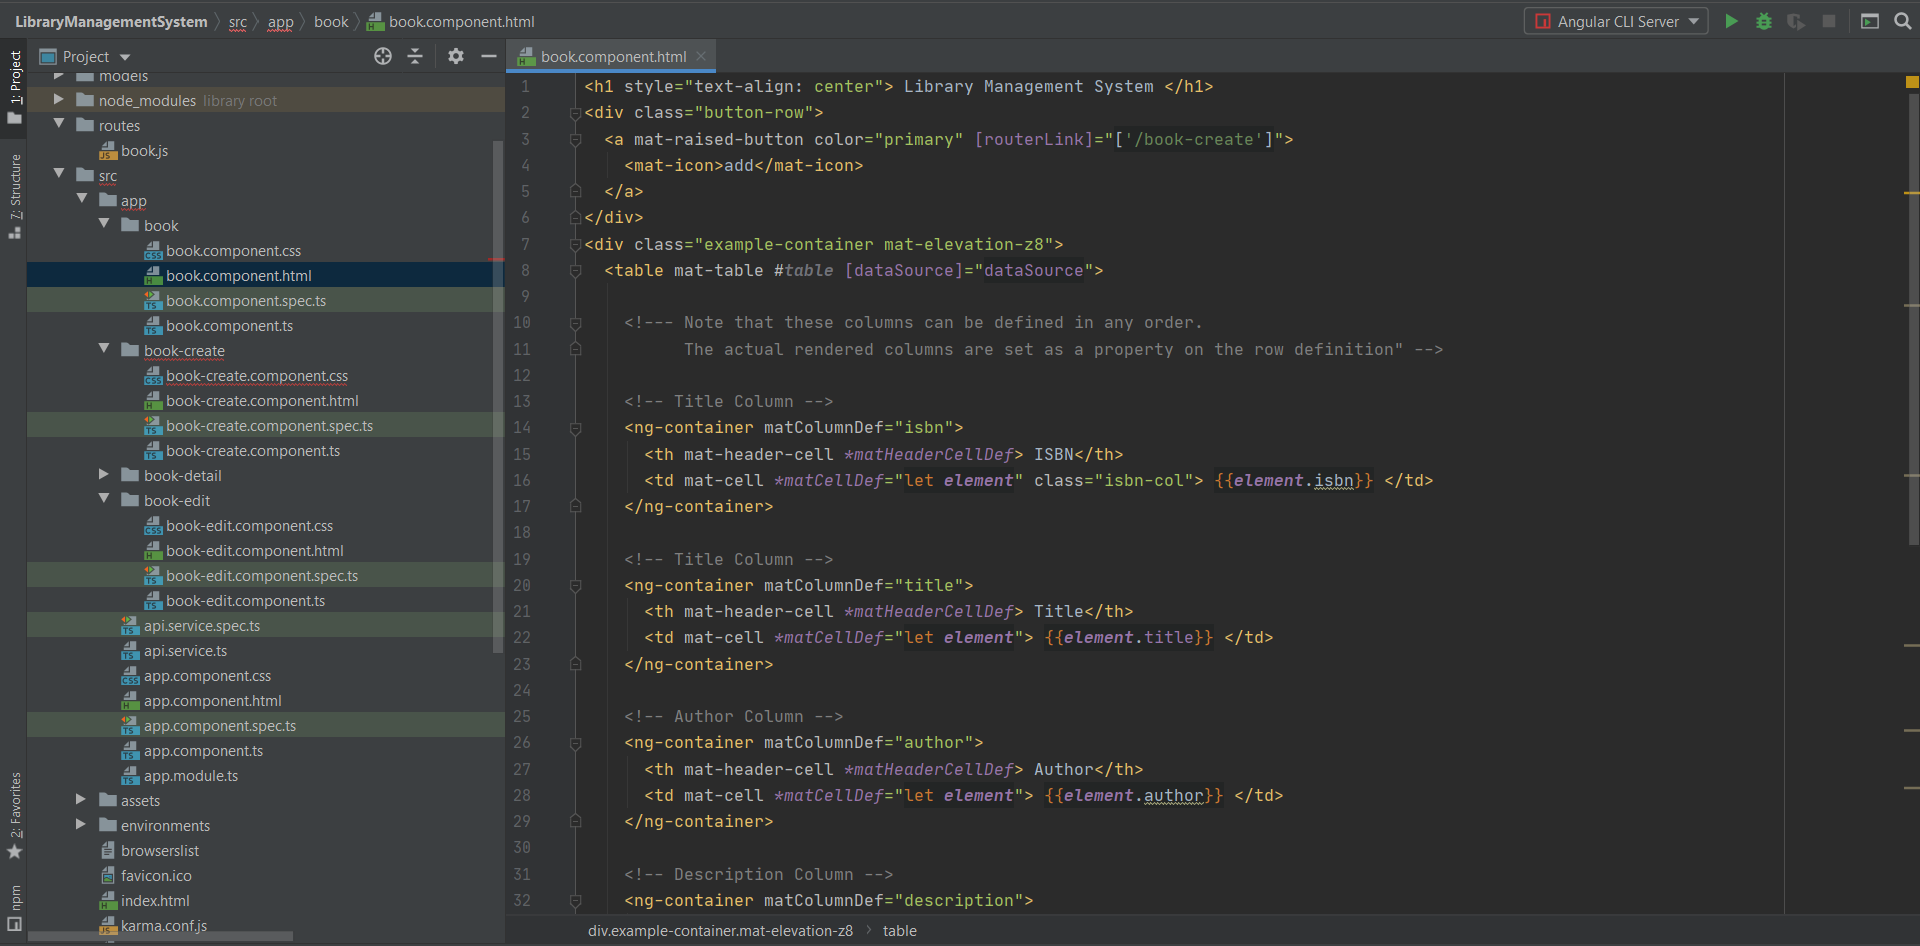 LibraryManagementSystem src app book book.component.html Angular CLI Server
1: Project
7: Structure
2: Favorites
npm
Project
models
node_modules library root
routes
book.js
src
app
book
book.component.css
book.component.html
book.component.spec.ts
book.component.ts
book-create
book-create.component.css
book-create.component.html
book-create.component.spec.ts
book-create.component.ts
book-detail
book-edit
book-edit.component.css
book-edit.component.html
book-edit.component.spec.ts
book-edit.component.ts
api.service.spec.ts
api.service.ts
app.component.css
app.component.html
app.component.spec.ts
app.component.ts
app.module.ts
assets
environments
browserslist
favicon.ico
index.html
karma.conf.js
book.component.html
1 <h1 style="text-align: center"> Library Management System </h1>
2 <div class="button-row">
3 <a mat-raised-button color="primary" [routerLink]="['/book-create']">
4 <mat-icon>add</mat-icon>
5 </a>
6 </div>
7 <div class="example-container mat-elevation-z8">
8 <table mat-table #table [dataSource]="dataSource">
9
10 <!--- Note that these columns can be defined in any order.
11 The actual rendered columns are set as a property on the row definition" -->
12
13 <!-- Title Column -->
14 <ng-container matColumnDef="isbn">
15 <th mat-header-cell *matHeaderCellDef> ISBN</th>
16 <td mat-cell *matCellDef="let element" class="isbn-col"> {{element.isbn}} </td>
17 </ng-container>
18
19 <!-- Title Column -->
20 <ng-container matColumnDef="title">
21 <th mat-header-cell *matHeaderCellDef> Title</th>
22 <td mat-cell *matCellDef="let element"> {{element.title}} </td>
23 </ng-container>
24
25 <!-- Author Column -->
26 <ng-container matColumnDef="author">
27 <th mat-header-cell *matHeaderCellDef> Author</th>
28 <td mat-cell *matCellDef="let element"> {{element.author}} </td>
29 </ng-container>
30
31 <!-- Description Column -->
32 <ng-container matColumnDef="description">
div.example-container.mat-elevation-z8 table